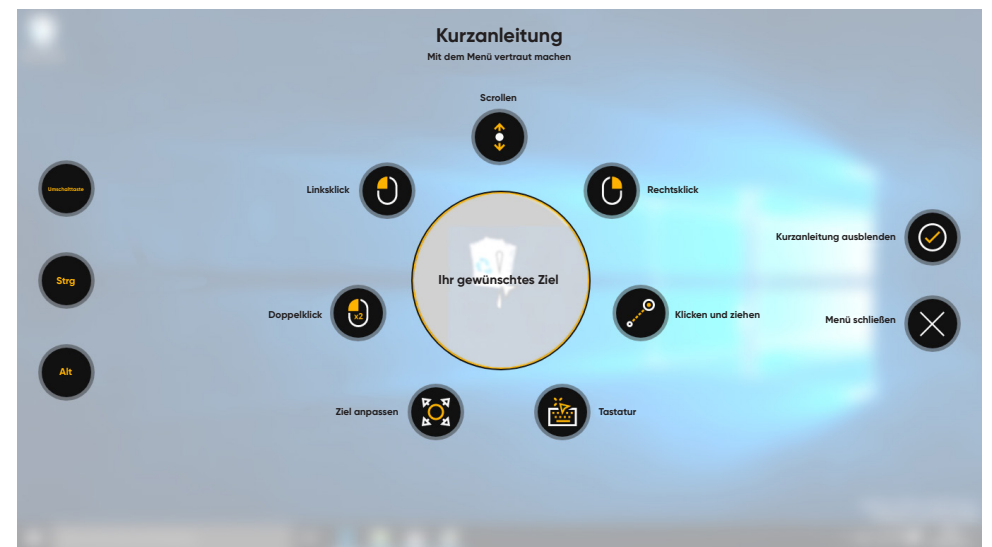 Kurzanleitung
Mit dem Menü vertraut machen
Scrollen
Linksklick
Rechtsklick
Umschalttaste
Kurzanleitung ausblenden
Strg
Ihr gewünschtes Ziel
Doppelklick
x2
Klicken und ziehen
Menü schließen
Alt
Ziel anpassen
Tastatur